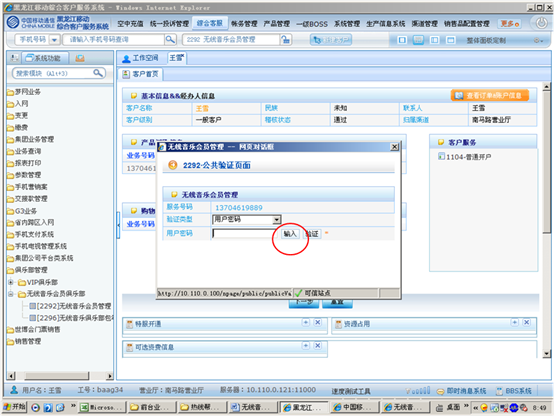 黑龙江移动综合客户服务系统 - Windows Internet Explorer
中国移动通信
CHINA MOBILE
黑龙江移动
综合客户服务系统
空中充值 统一投诉管理 综合客服 账务管理 产品管理 一级BOSS 系统管理 生产信息系统 渠道管理 销售品配置管理 更多
手机号码 请输入手机号码查询 2292 无线音乐会员管理 快速导航 整体面板定制
系统功能 工作空间 王雪
搜索模块 (Alt+3) 客户首页
梦网业务
入网
变更
缴费
集团业务管理
业务查询
报表打印
参数管理
手机营销案
交接款管理
G3业务
省内跨区入网
手机支付系统
手机电视管理系统
集团公司平台类系统
俱乐部管理
VIP俱乐部
无线音乐会员俱乐部
[2292]无线音乐会员管理
[2296]无线音乐会员俱乐部包
世博会门票销售
销售管理
基本信息&&经办人信息 查看订单&账户信息
客户名称 王雪 民族 未知 联系人 王雪
客户级别 一般客户 稽核状态 通过 归属渠道 南马路营业厅
产品
业务号码
1370461
购物
业务号码
客户服务
1104-普通开户
无线音乐会员管理 -- 网页对话框
2292-公共验证页面
无线音乐会员管理
服务号码 13704619889
验证类型 用户密码
用户密码 输入 验证 *
http://10.110.0.100/npage/public/publicVa 可信站点
下一步 重置
特服开通 资源占用
可选资费信息
用户名：王雪 工号：baag34 营业厅：南马路营业厅 服务器：10.110.0.121:11000 速度测试工具 即时消息系统 BBS系统
开始 Microso... 前台业... 热线帮... 无线音... 黑龙江... 中国移... 无线音... 桌面 8:49